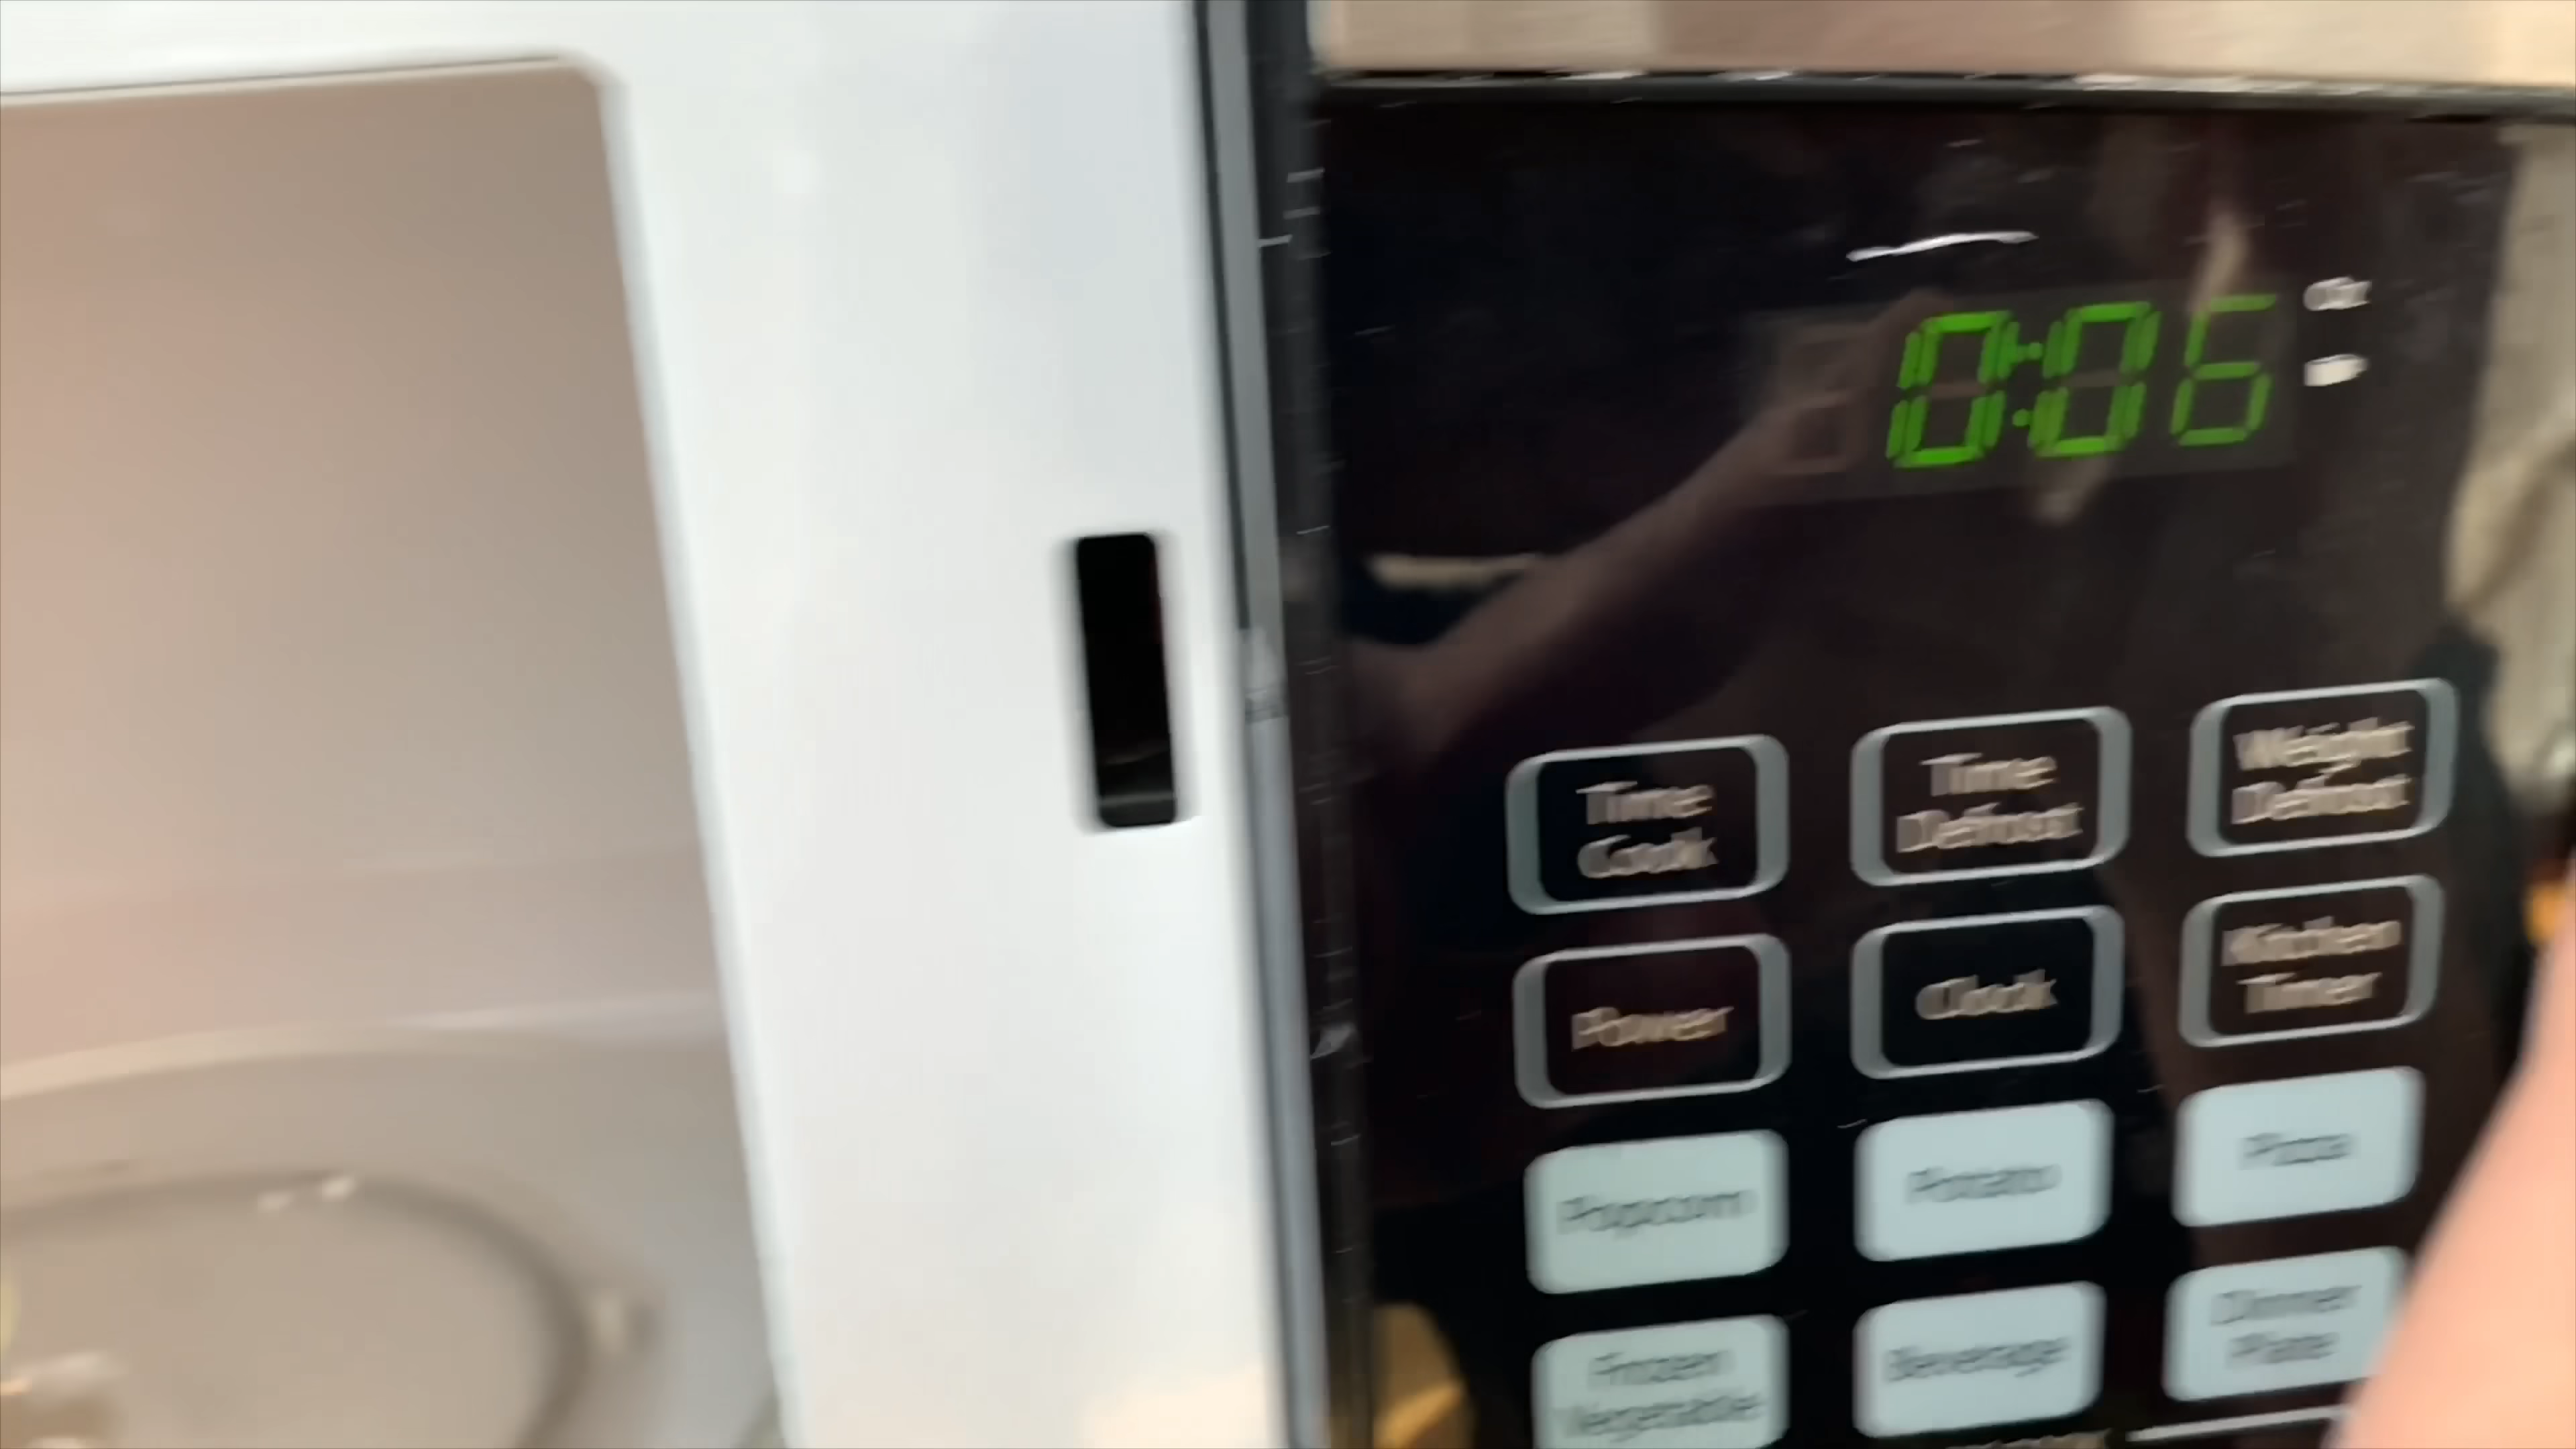 0:06
Time
Cook
Time
Defrost
Weight
Defrost
Power
Clock
Kitchen
Timer
Popcorn
Potato
Pizza
Frozen
Vegetable
Beverage
Dinner
Plate